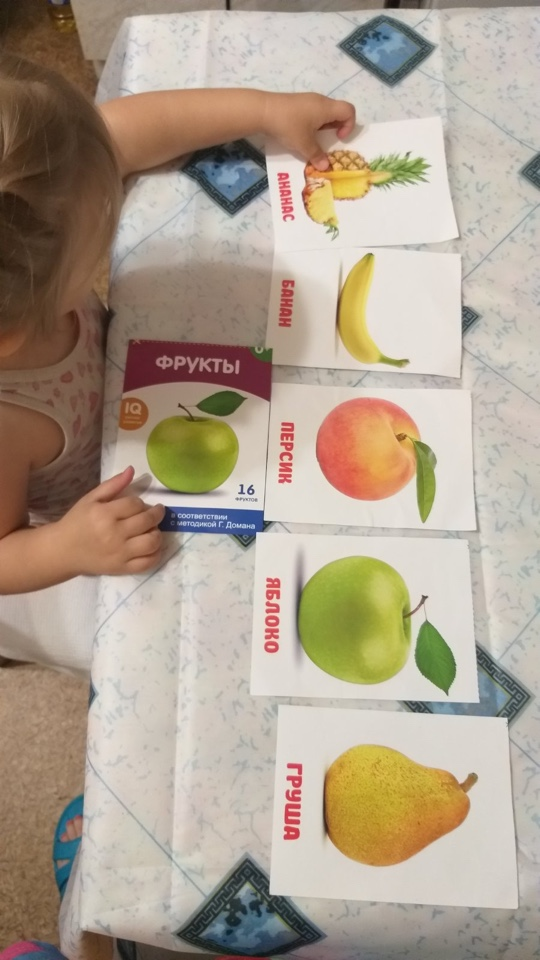 АНАНАС
БАНАН
ФРУКТЫ
IQ
16
ФРУКТОВ
в соответствии
с методикой Г. Домана
ПЕРСИК
ЯБЛОКО
ГРУША